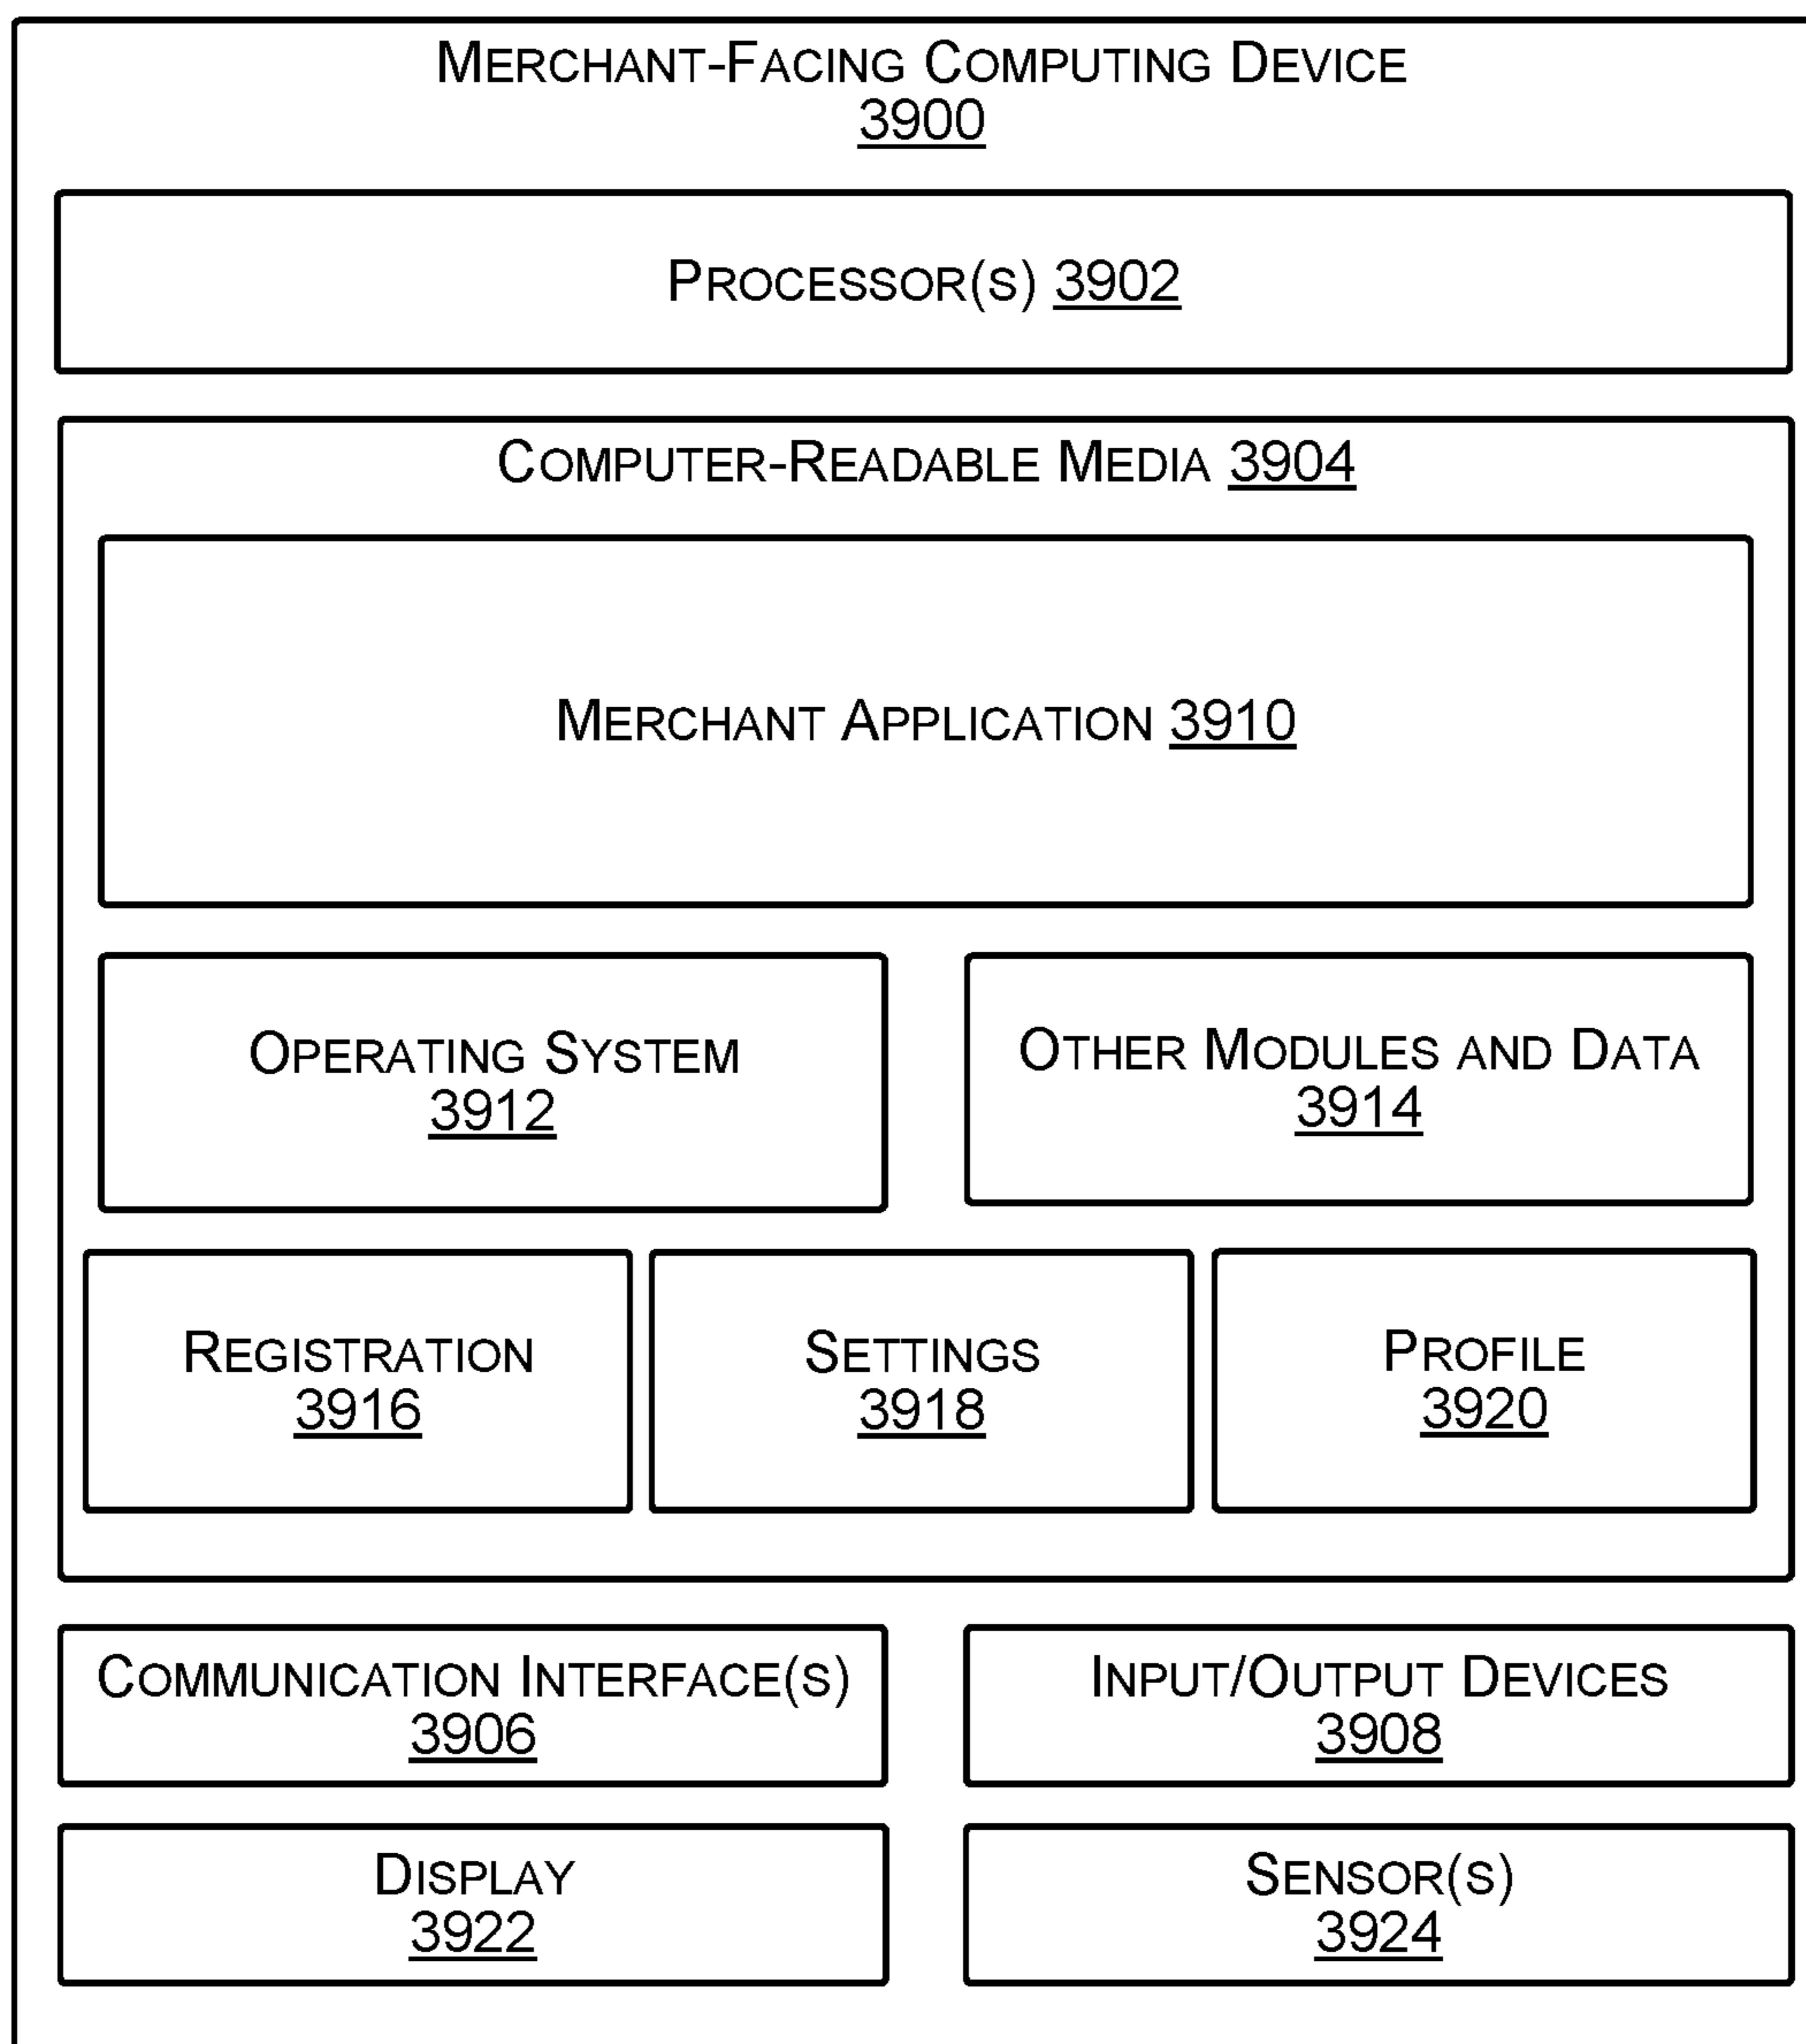 MERCHANT-FACING COMPUTING DEVICE
3900
PROCESSOR(S) 3902
COMPUTER-READABLE MEDIA 3904
MERCHANT APPLICATION 3910
OPERATING SYSTEM
3912
OTHER MODULES AND DATA
3914
REGISTRATION
3916
SETTINGS
3918
PROFILE
3920
COMMUNICATION INTERFACE(S)
3906
INPUT/OUTPUT DEVICES
3908
DISPLAY
3922
SENSOR(S)
3924